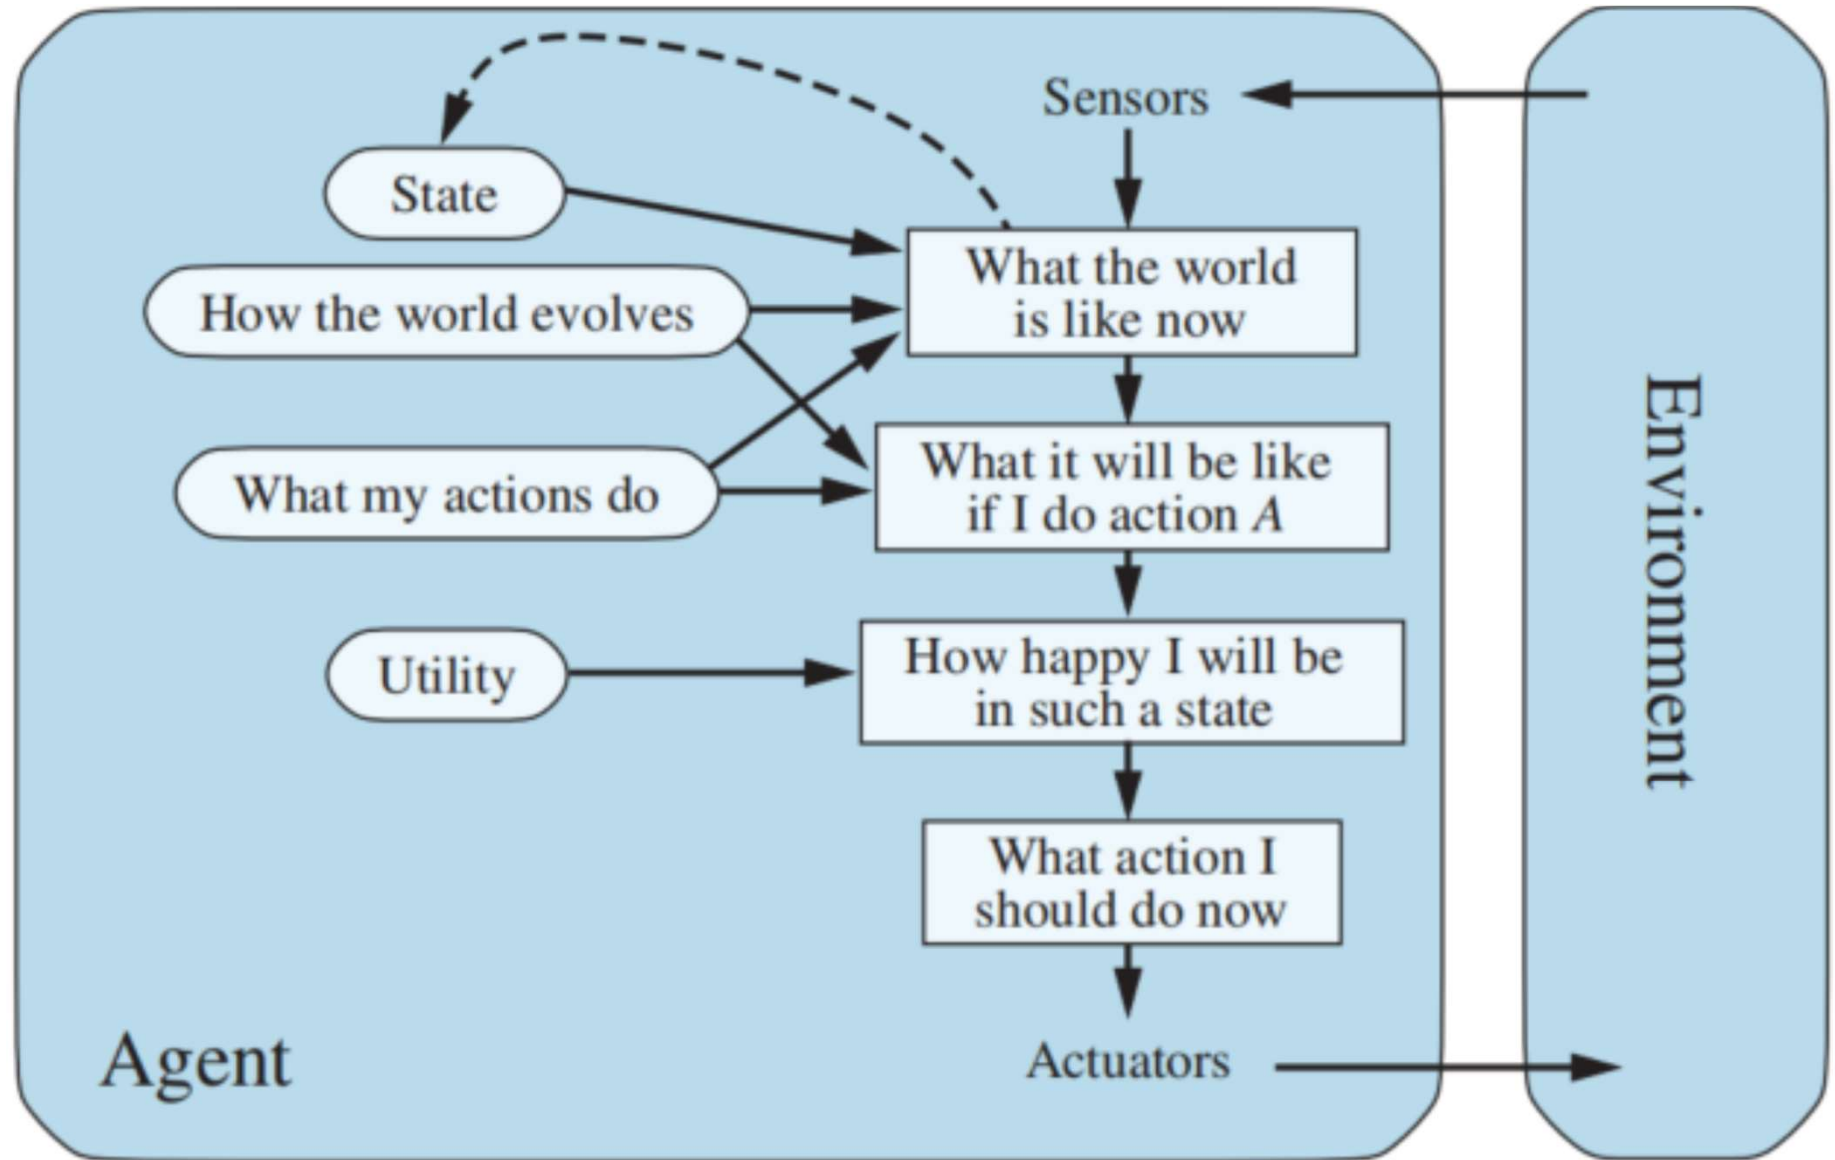 Sensors
State
What the world
is like now
How the world evolves
What my actions do
What it will be like
if I do action A
Utility
How happy I will be
in such a state
What action I
should do now
Agent
Actuators
Environment